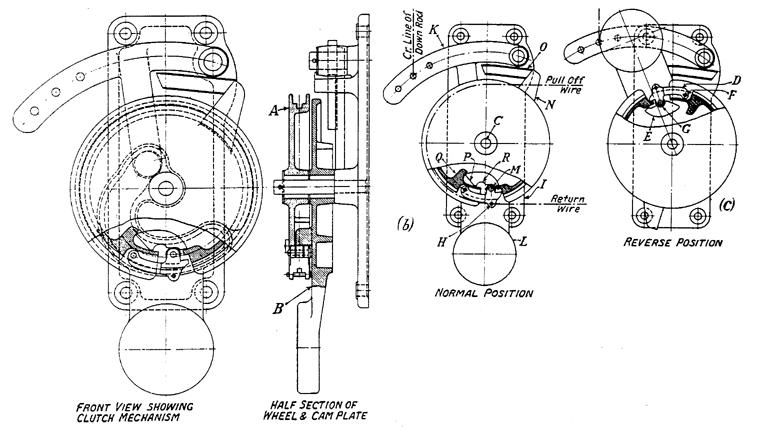 K
Cr. Line of
Down Rod
O
Pull Off
Wire
N
A
C
D
F
E
G
Q
P
R
M
I
Return
Wire
(b)
(c)
H
L
REVERSE POSITION
NORMAL POSITION
B
FRONT VIEW SHOWING
CLUTCH MECHANISM
HALF SECTION OF
WHEEL & CAM PLATE